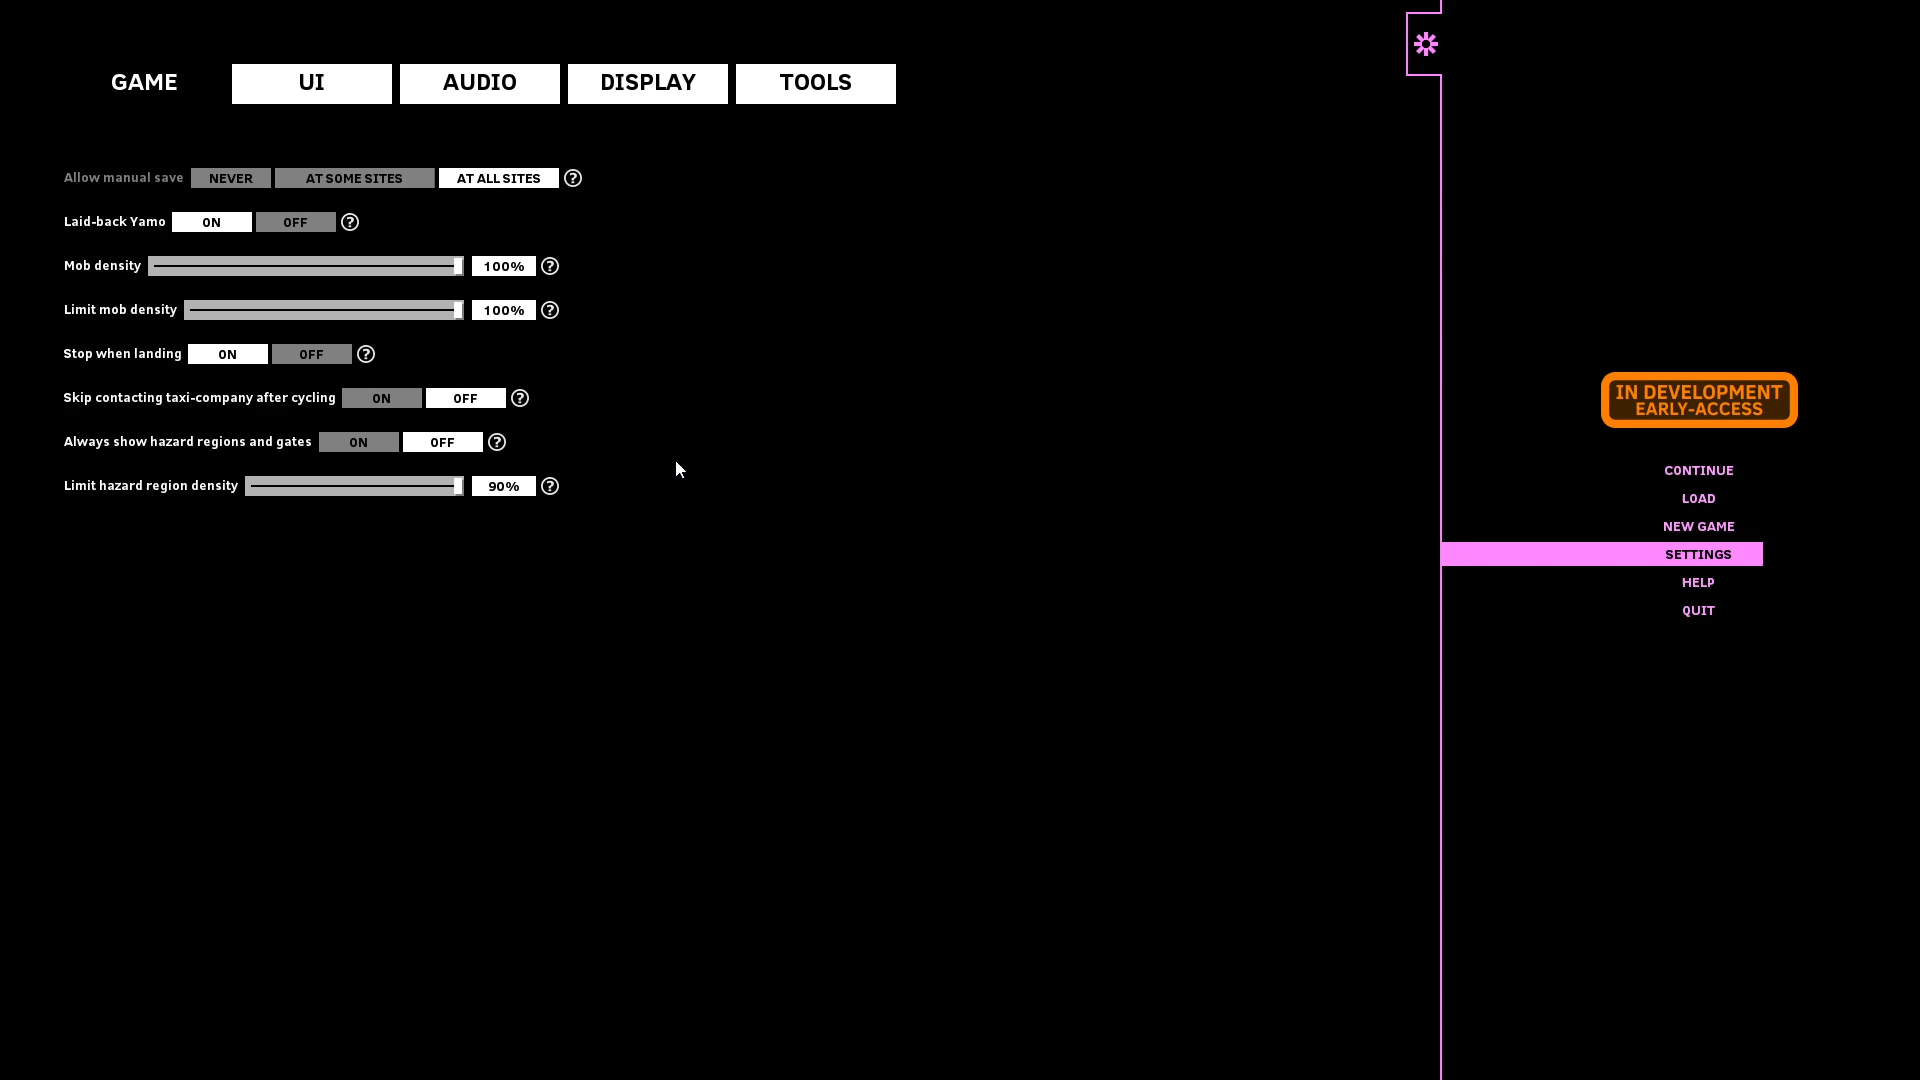 GAME UI AUDIO DISPLAY TOOLS
Allow manual save NEVER AT SOME SITES AT ALL SITES ?
Laid-back Yamo ON OFF ?
Mob density 100% ?
Limit mob density 100% ?
Stop when landing ON OFF ?
Skip contacting taxi-company after cycling ON OFF ?
Always show hazard regions and gates ON OFF ?
Limit hazard region density 90% ?
IN DEVELOPMENT
EARLY-ACCESS
CONTINUE
LOAD
NEW GAME
SETTINGS
HELP
QUIT